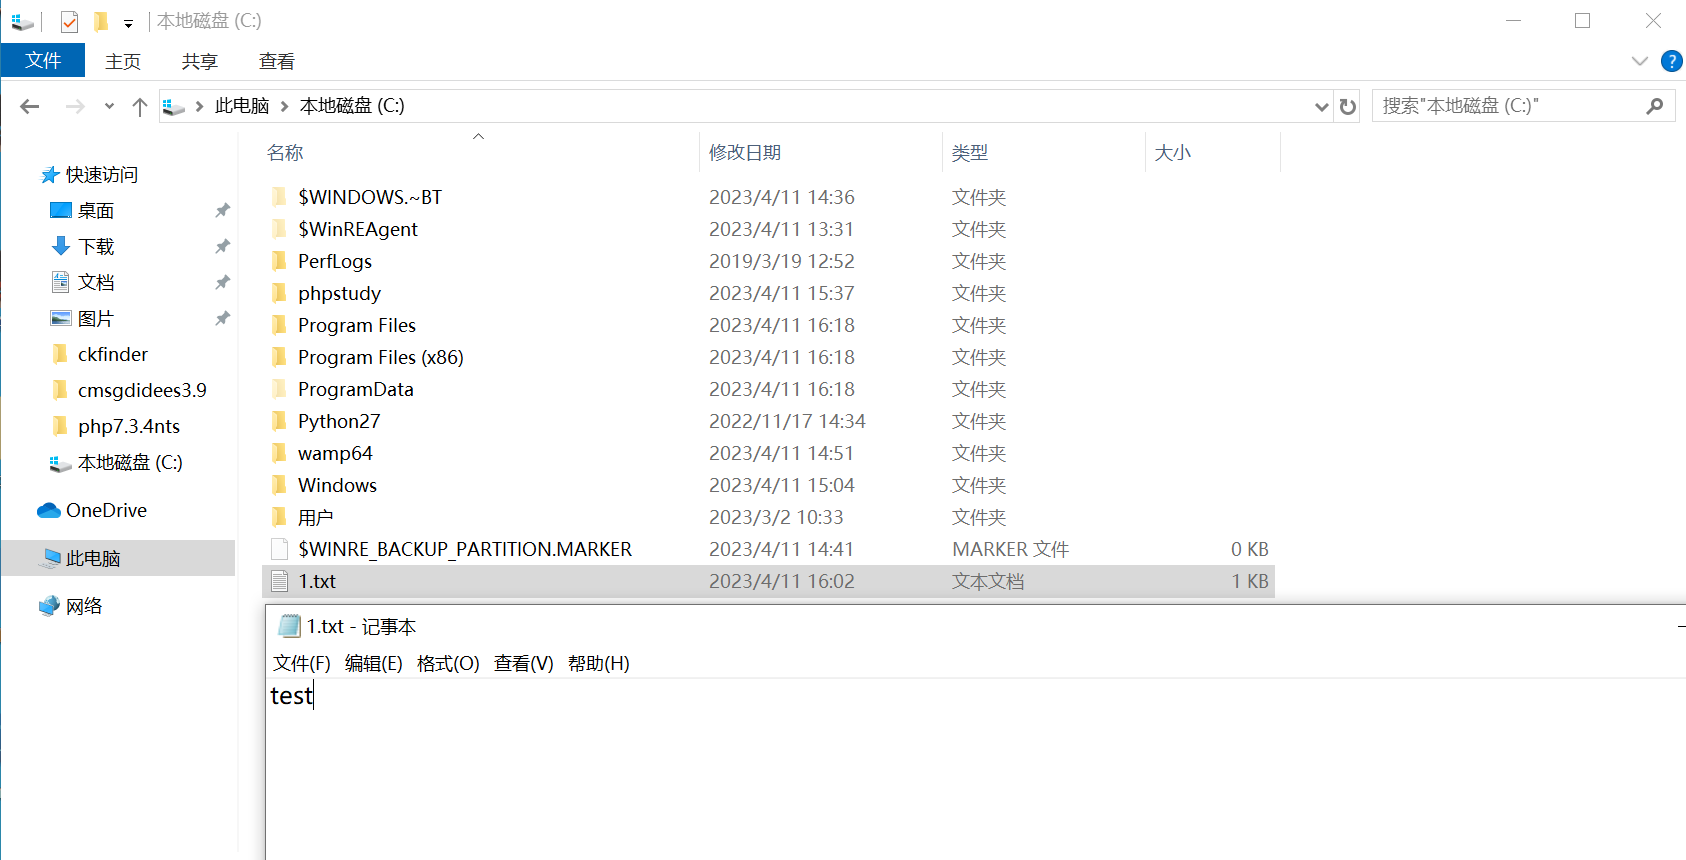 本地磁盘 (C:)
文件 主页 共享 查看
此电脑 本地磁盘 (C:) 搜索"本地磁盘 (C:)"
名称 修改日期 类型 大小
快速访问
桌面
下载
文档
图片
ckfinder
cmsgdidees3.9
php7.3.4nts
本地磁盘 (C:)
OneDrive
此电脑
网络
$WINDOWS.~BT 2023/4/11 14:36 文件夹
$WinREAgent 2023/4/11 13:31 文件夹
PerfLogs 2019/3/19 12:52 文件夹
phpstudy 2023/4/11 15:37 文件夹
Program Files 2023/4/11 16:18 文件夹
Program Files (x86) 2023/4/11 16:18 文件夹
ProgramData 2023/4/11 16:18 文件夹
Python27 2022/11/17 14:34 文件夹
wamp64 2023/4/11 14:51 文件夹
Windows 2023/4/11 15:04 文件夹
用户 2023/3/2 10:33 文件夹
$WINRE_BACKUP_PARTITION.MARKER 2023/4/11 14:41 MARKER 文件 0 KB
1.txt 2023/4/11 16:02 文本文档 1 KB
1.txt - 记事本
文件(F) 编辑(E) 格式(O) 查看(V) 帮助(H)
test